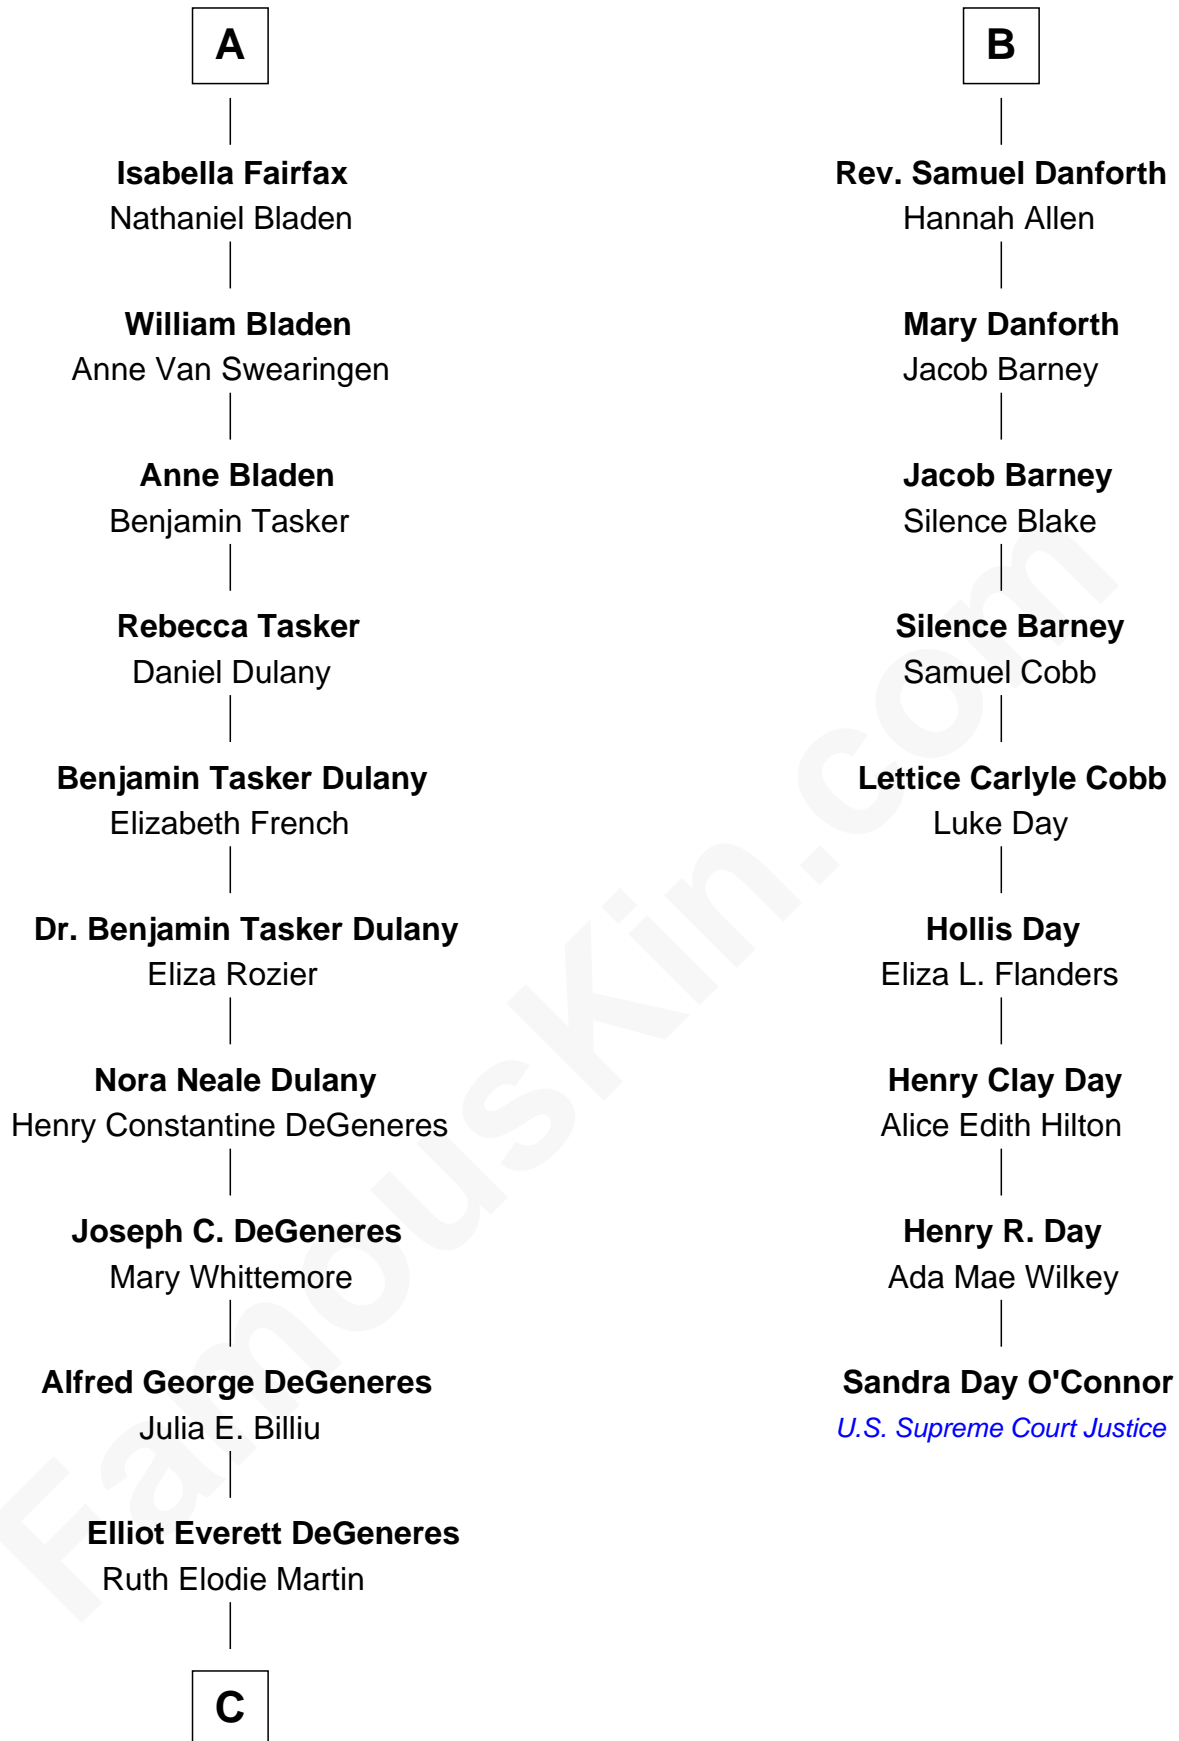 A
Isabella Fairfax
Nathaniel Bladen
William Bladen
Anne Van Swearingen
Anne Bladen
Benjamin Tasker
Rebecca Tasker
Daniel Dulany
Benjamin Tasker Dulany
Elizabeth French
Dr. Benjamin Tasker Dulany
Eliza Rozier
Nora Neale Dulany
Henry Constantine DeGeneres
Joseph C. DeGeneres
Mary Whittemore
Alfred George DeGeneres
Julia E. Billiu
Elliot Everett DeGeneres
Ruth Elodie Martin
C
B
Rev. Samuel Danforth
Hannah Allen
Mary Danforth
Jacob Barney
Jacob Barney
Silence Blake
Silence Barney
Samuel Cobb
Lettice Carlyle Cobb
Luke Day
Hollis Day
Eliza L. Flanders
Henry Clay Day
Alice Edith Hilton
Henry R. Day
Ada Mae Wilkey
Sandra Day O'Connor
U.S. Supreme Court Justice
FamousKin.com